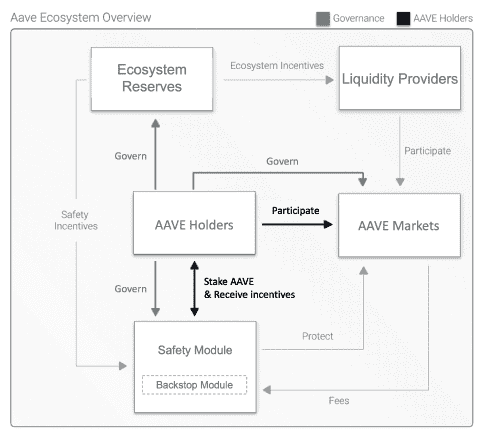 Aave Ecosystem Overview
Governance
AAVE Holders
Ecosystem
Reserves
Ecosystem Incentives
Liquidity Providers
Govern
Govern
Participate
Safety
Incentives
AAVE Holders
Participate
AAVE Markets
Govern
Stake AAVE
& Receive incentives
Safety Module
Protect
Backstop Module
Fees